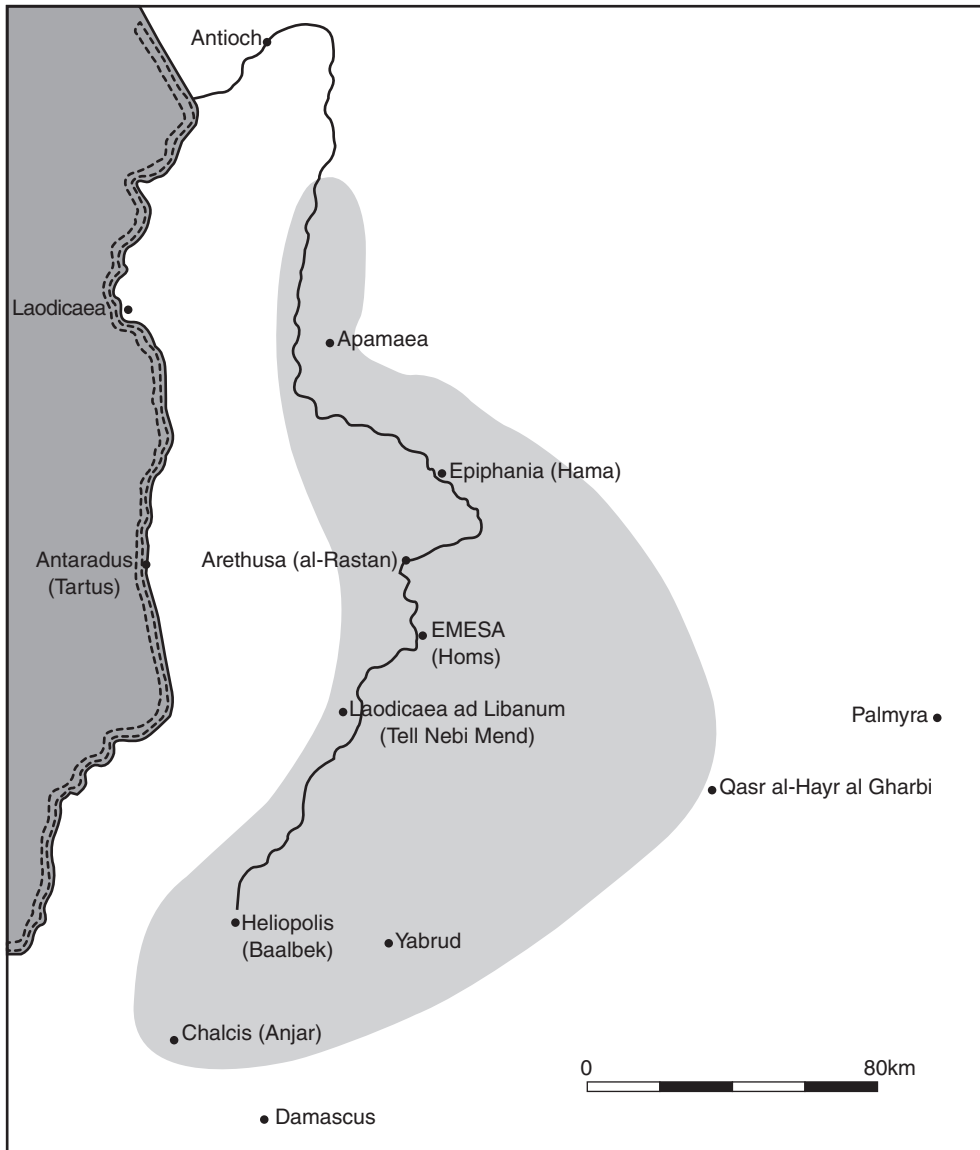 Antioch
Laodicaea
Apamaea
Epiphania (Hama)
Antaradus
(Tartus)
Arethusa (al-Rastan)
EMESA
(Homs)
Laodicaea ad Libanum
(Tell Nebi Mend)
Palmyra
Qasr al-Hayr al Gharbi
Heliopolis
(Baalbek)
Yabrud
Chalcis (Anjar)
0 80km
Damascus